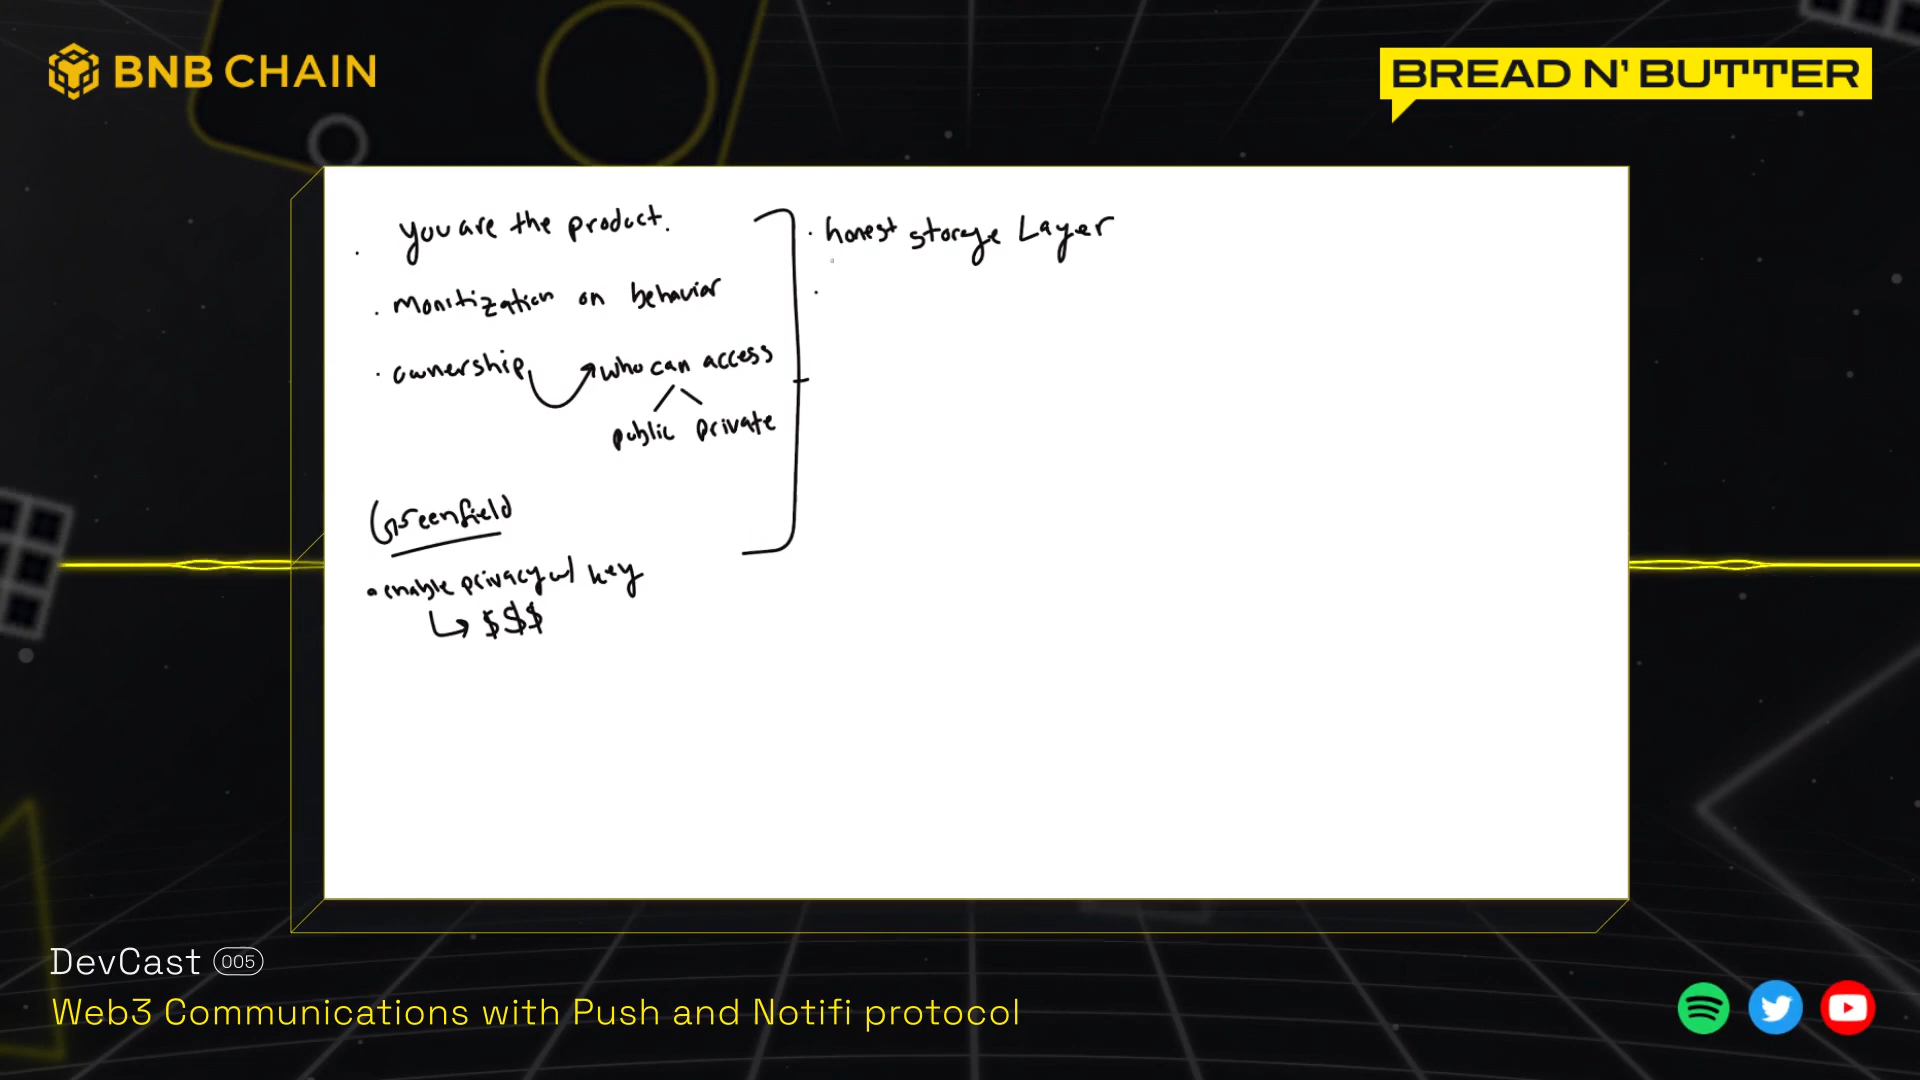 BNB CHAIN
BREAD N' BUTTER
you are the product.
monitization on behavior
ownership who can access
public private
Greenfield
enable privacy w/ key
$$$
honest storage Layer
DevCast 005
Web3 Communications with Push and Notifi protocol